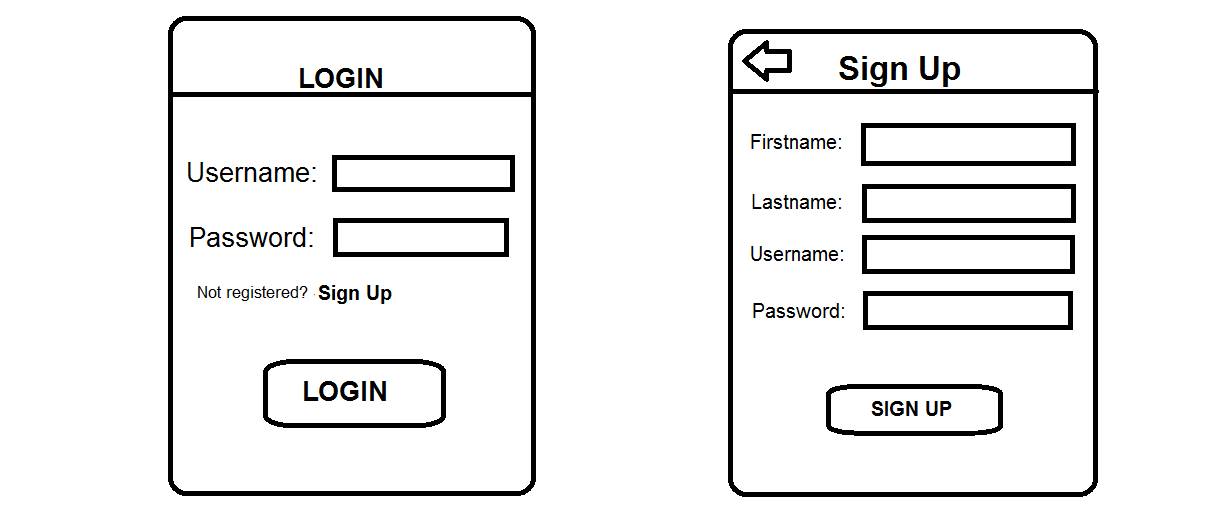 LOGIN
Username:
Password:
Not registered? Sign Up
LOGIN
Sign Up
Firstname:
Lastname:
Username:
Password:
SIGN UP